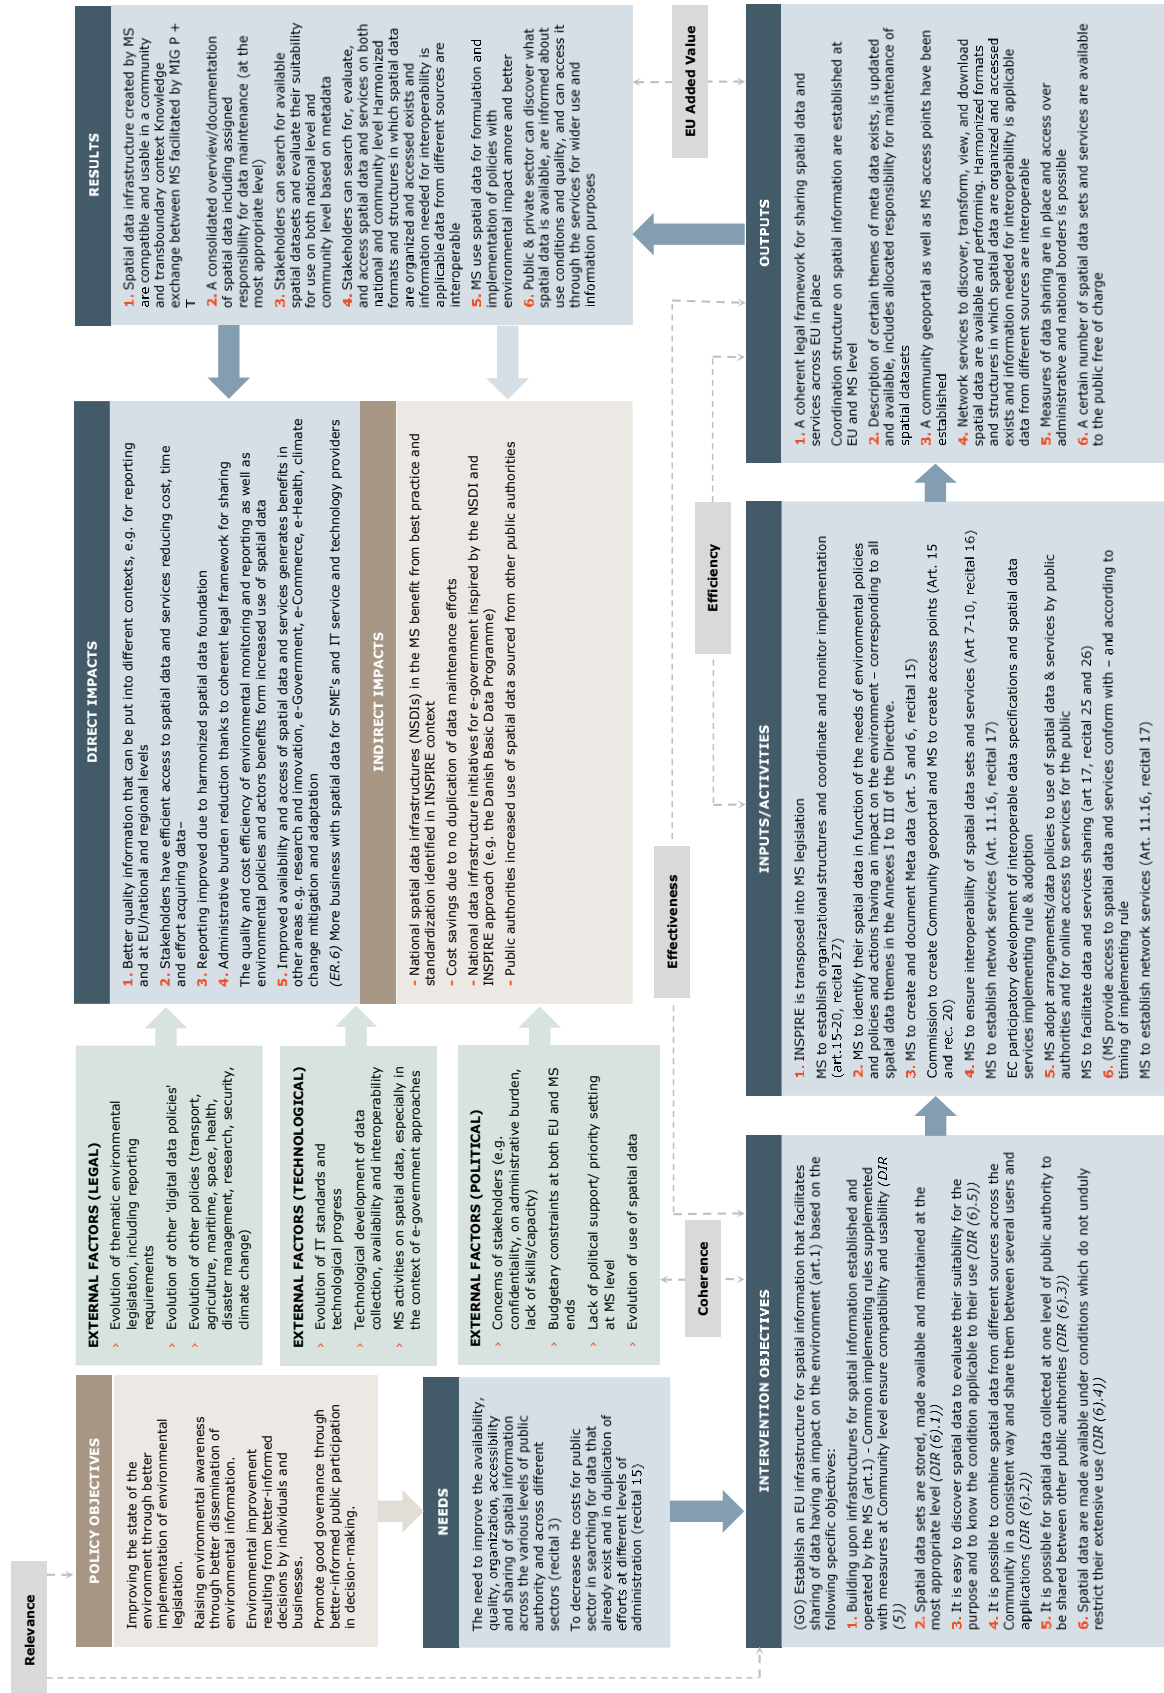 Relevance
POLICY OBJECTIVES
Improving the state of the
environment through better
implementation of environmental
legislation.
Raising environmental awareness
through better dissemination of
environmental information.
Environmental improvement
resulting from better-informed
decisions by individuals and
businesses.
Promote good governance through
better-informed public participation
in decision-making.
NEEDS
The need to improve the availability,
quality, organization, accessibility
and sharing of spatial information
across the various levels of public
authority and across different
sectors (recital 3)
To decrease the costs for public
sector in searching for data that
already exist and in duplication of
efforts at different levels of
administration (recital 15)
EXTERNAL FACTORS (LEGAL)
› Evolution of thematic environmental
legislation, including reporting
requirements
› Evolution of other 'digital data policies'
› Evolution of other policies (transport,
agriculture, maritime, space, health,
disaster management, research, security,
climate change)
EXTERNAL FACTORS (TECHNOLOGICAL)
› Evolution of IT standards and
technological progress
› Technological development of data
collection, availability and interoperability
› MS activities on spatial data, especially in
the context of e-government approaches
EXTERNAL FACTORS (POLITICAL)
› Concerns of stakeholders (e.g.
confidentiality, on administrative burden,
lack of skills/capacity)
› Budgetary constraints at both EU and MS
ends
› Lack of political support/ priority setting
at MS level
› Evolution of use of spatial data
DIRECT IMPACTS
1. Better quality information that can be put into different contexts, e.g. for reporting
and at EU/national and regional levels
2. Stakeholders have efficient access to spatial data and services reducing cost, time
and effort acquiring data–
3. Reporting improved due to harmonized spatial data foundation
4. Administrative burden reduction thanks to coherent legal framework for sharing
The quality and cost efficiency of environmental monitoring and reporting as well as
environmental policies and actors benefits form increased use of spatial data
5. Improved availability and access of spatial data and services generates benefits in
other areas e.g. research and innovation, e-Government, e-Commerce, e-Health, climate
change mitigation and adaptation
(ER.6) More business with spatial data for SME's and IT service and technology providers
INDIRECT IMPACTS
- National spatial data infrastructures (NSDIs) in the MS benefit from best practice and
standardization identified in INSPIRE context
- Cost savings due to no duplication of data maintenance efforts
- National data infrastructure initiatives for e-government inspired by the NSDI and
INSPIRE approach (e.g. the Danish Basic Data Programme)
- Public authorities increased use of spatial data sourced from other public authorities
RESULTS
1. Spatial data infrastructure created by MS
are compatible and usable in a community
and transboundary context Knowledge
exchange between MS facilitated by MIG P +
T
2. A consolidated overview/documentation
of spatial data including assigned
responsibility for data maintenance (at the
most appropriate level)
3. Stakeholders can search for available
spatial datasets and evaluate their suitability
for use on both national level and
community level based on metadata
4. Stakeholders can search for, evaluate,
and access spatial data and services on both
national and community level Harmonized
formats and structures in which spatial data
are organized and accessed exists and
information needed for interoperability is
applicable data from different sources are
interoperable
5. MS use spatial data for formulation and
implementation of policies with
environmental impact amore and better
6. Public & private sector can discover what
spatial data is available, are informed about
use conditions and quality, and can access it
through the services for wider use and
information purposes
Coherence
Effectiveness
Efficiency
EU Added Value
INTERVENTION OBJECTIVES
(GO) Establish an EU infrastructure for spatial information that facilitates
sharing of data having an impact on the environment (art.1) based on the
following specific objectives:
1. Building upon infrastructures for spatial information established and
operated by the MS (art.1) - Common implementing rules supplemented
with measures at Community level ensure compatibility and usability (DIR
(5))
2. Spatial data sets are stored, made available and maintained at the
most appropriate level (DIR (6).1))
3. It is easy to discover spatial data to evaluate their suitability for the
purpose and to know the condition applicable to their use (DIR (6).5))
4. It is possible to combine spatial data from different sources across the
Community in a consistent way and share them between several users and
applications (DIR (6).2))
5. It is possible for spatial data collected at one level of public authority to
be shared between other public authorities (DIR (6).3))
6. Spatial data are made available under conditions which do not unduly
restrict their extensive use (DIR (6).4))
INPUTS/ACTIVITIES
1. INSPIRE is transposed into MS legislation
MS to establish organizational structures and coordinate and monitor implementation
(art.15-20, recital 27)
2. MS to identify their spatial data in function of the needs of environmental policies
and policies and actions having an impact on the environment – corresponding to all
spatial data themes in the Annexes I to III of the Directive.
3. MS to create and document Meta data (art. 5 and 6, recital 15)
Commission to create Community geoportal and MS to create access points (Art. 15
and rec. 20)
4. MS to ensure interoperability of spatial data sets and services (Art 7-10, recital 16)
MS to establish network services (Art. 11.16, recital 17)
EC participatory development of interoperable data specifications and spatial data
services implementing rule & adoption
5. MS adopt arrangements/data policies to use of spatial data & services by public
authorities and for online access to services for the public
MS to facilitate data and services sharing (art 17, recital 25 and 26)
6. (MS provide access to spatial data and services conform with – and according to
timing of implementing rule
MS to establish network services (Art. 11.16, recital 17)
OUTPUTS
1. A coherent legal framework for sharing spatial data and
services across EU in place
Coordination structure on spatial information are established at
EU and MS level
2. Description of certain themes of meta data exists, is updated
and available, includes allocated responsibility for maintenance of
spatial datasets
3. A community geoportal as well as MS access points have been
established
4. Network services to discover, transform, view, and download
spatial data are available and performing. Harmonized formats
and structures in which spatial data are organized and accessed
exists and information needed for interoperability is applicable
data from different sources are interoperable
5. Measures of data sharing are in place and access over
administrative and national borders is possible
6. A certain number of spatial data sets and services are available
to the public free of charge